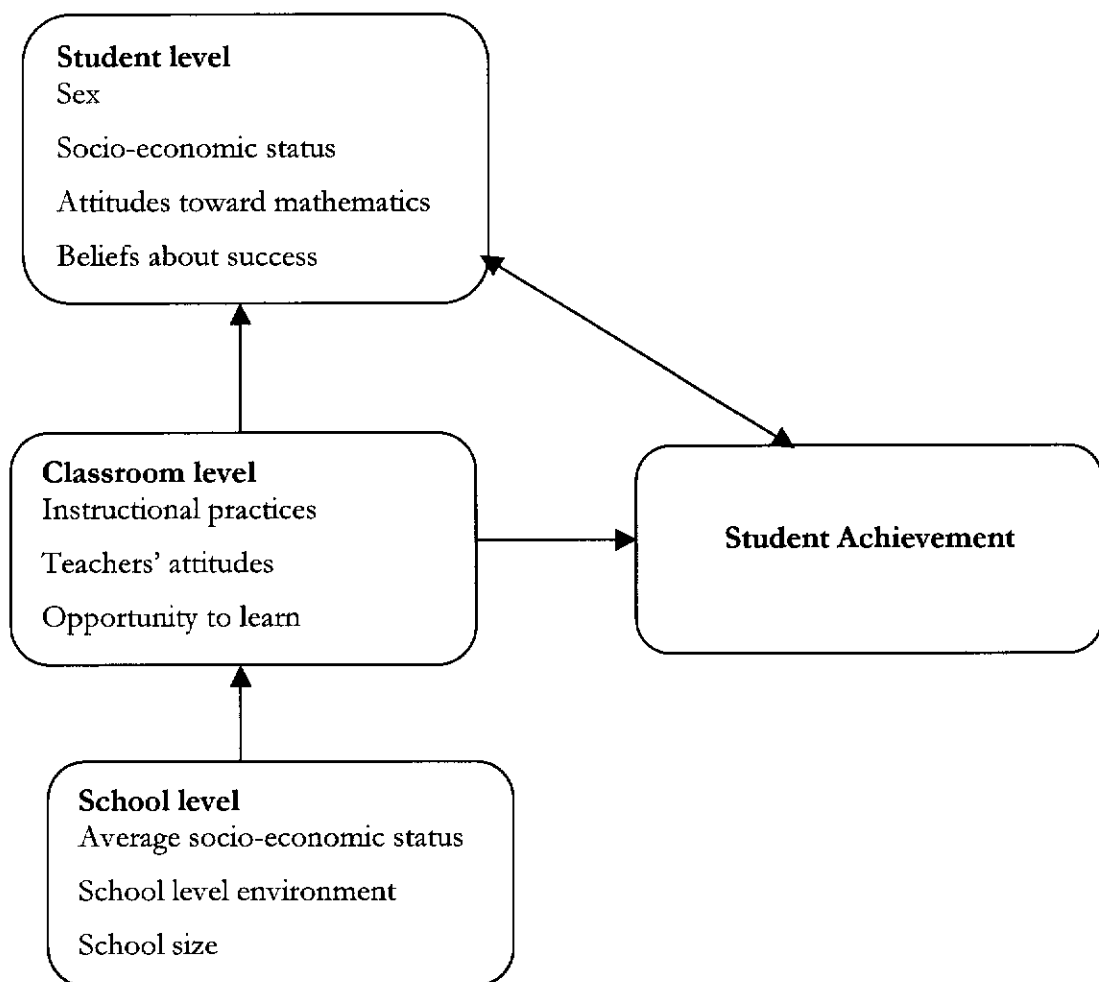 Student level
Sex
Socio-economic status
Attitudes toward mathematics
Beliefs about success
Classroom level
Instructional practices
Teachers’ attitudes
Opportunity to learn
Student Achievement
School level
Average socio-economic status
School level environment
School size